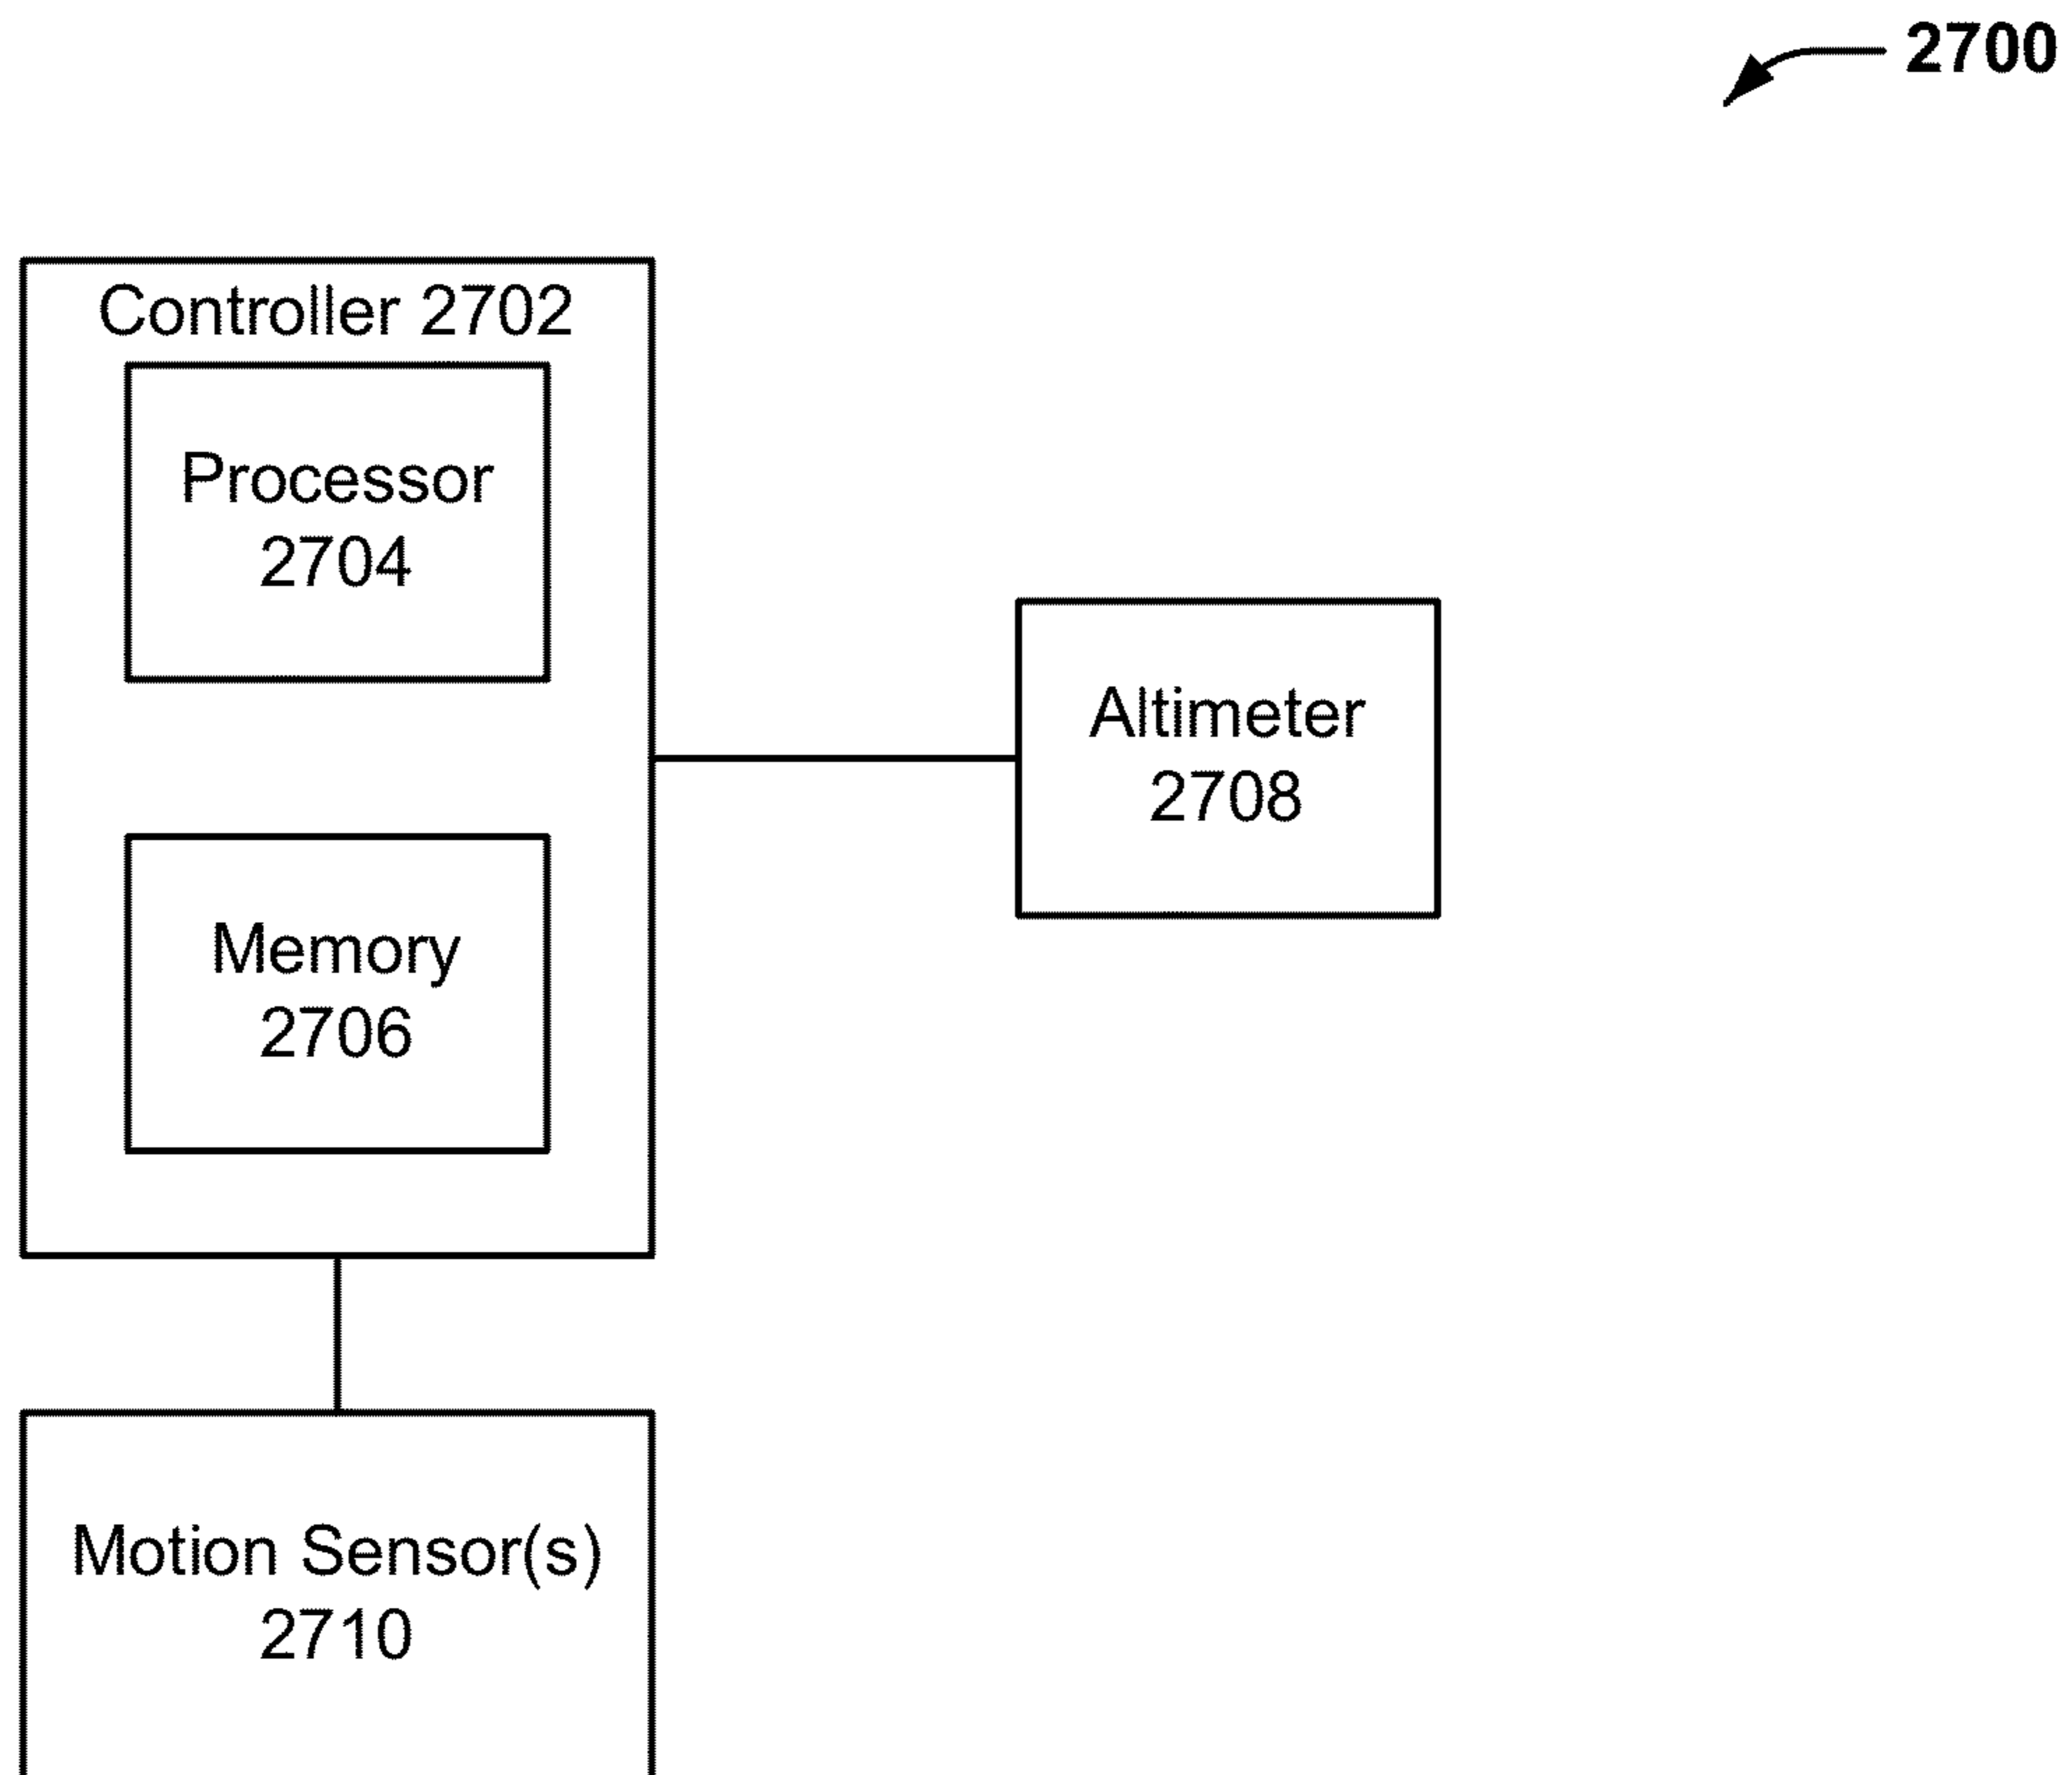 2700
Controller 2702
Processor
2704
Altimeter
2708
Memory
2706
Motion Sensor(s)
2710